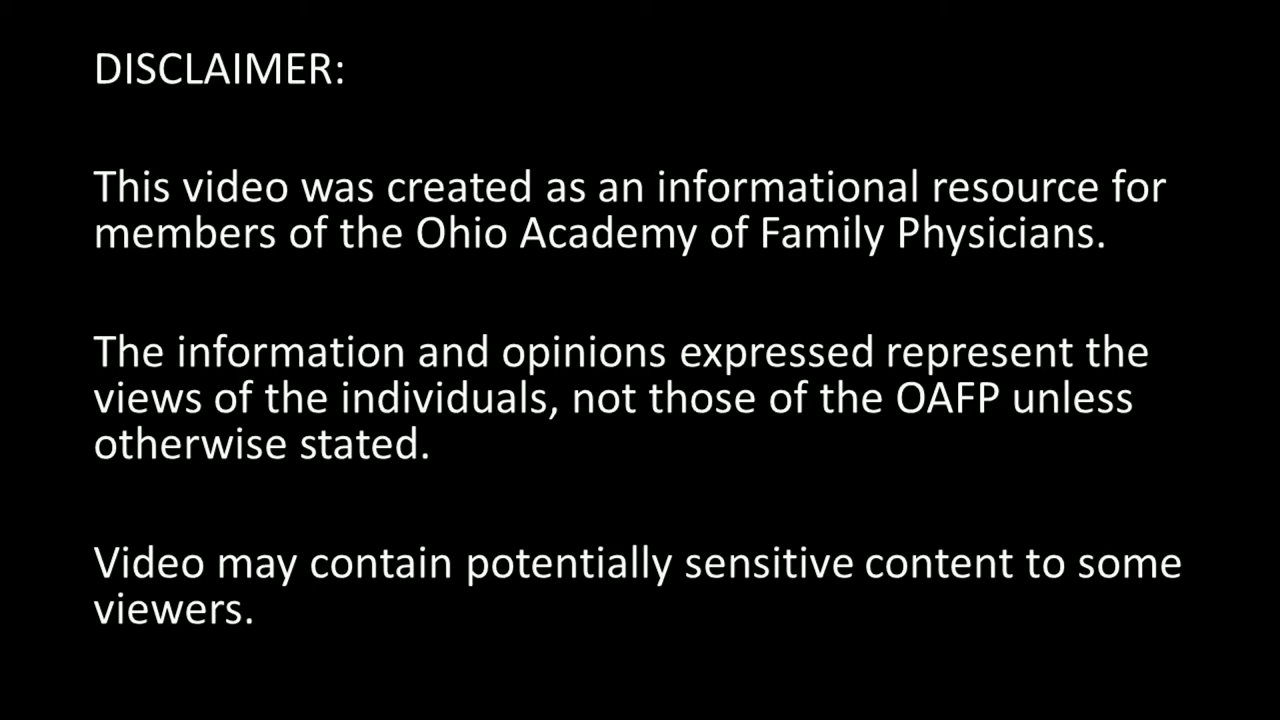 DISCLAIMER:
This video was created as an informational resource for
members of the Ohio Academy of Family Physicians.
The information and opinions expressed represent the
views of the individuals, not those of the OAFP unless
otherwise stated.
Video may contain potentially sensitive content to some
viewers.